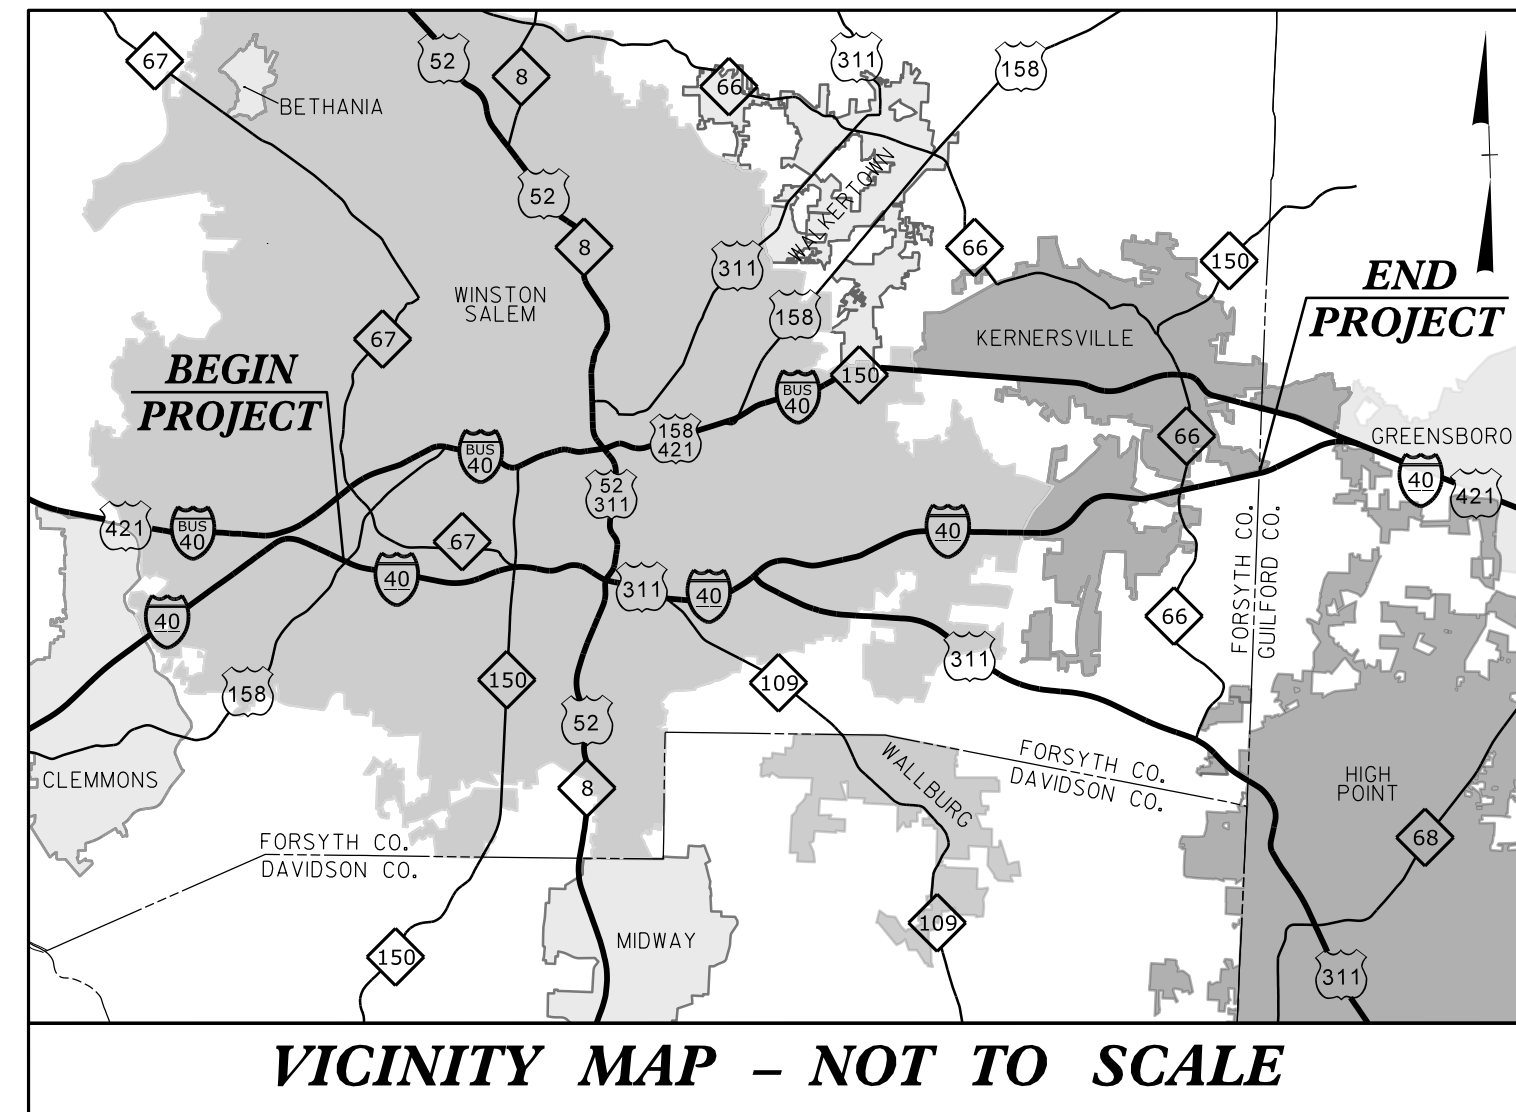 67
52
8
66
311
158
BETHANIA
WALKERTOWN
52
8
66
150
311
WINSTON
SALEM
158
67
KERNERSVILLE
END
PROJECT
BEGIN
PROJECT
150
BUS
40
158
421
66
GREENSBORO
BUS
40
52
311
40
421
421
BUS
40
67
40
FORSYTH CO.
GUILFORD CO.
40
311
40
40
66
311
158
150
109
52
FORSYTH CO.
DAVIDSON CO.
WALLBURG
CLEMMONS
8
HIGH
POINT
68
FORSYTH CO.
DAVIDSON CO.
109
MIDWAY
150
311
VICINITY MAP – NOT TO SCALE